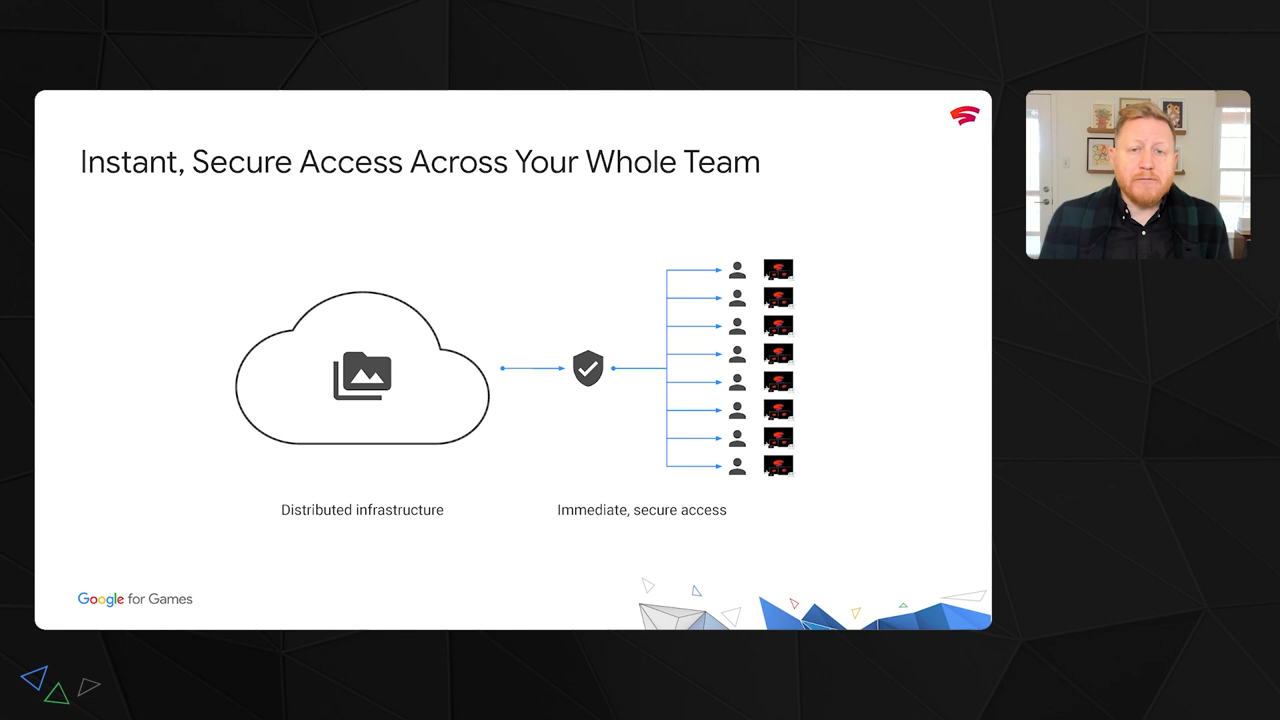 Instant, Secure Access Across Your Whole Team
Distributed infrastructure
Immediate, secure access
Google for Games